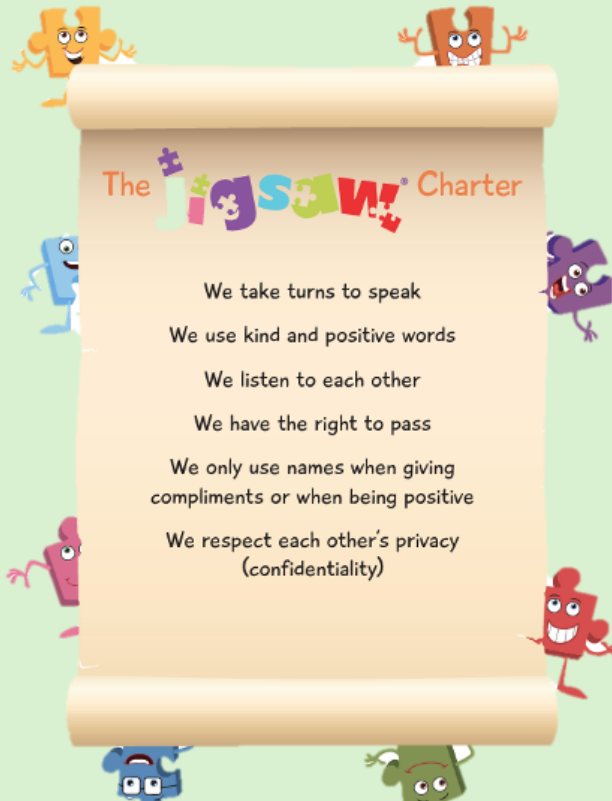 The jigsaw® Charter
We take turns to speak
We use kind and positive words
We listen to each other
We have the right to pass
We only use names when giving
compliments or when being positive
We respect each other's privacy
(confidentiality)